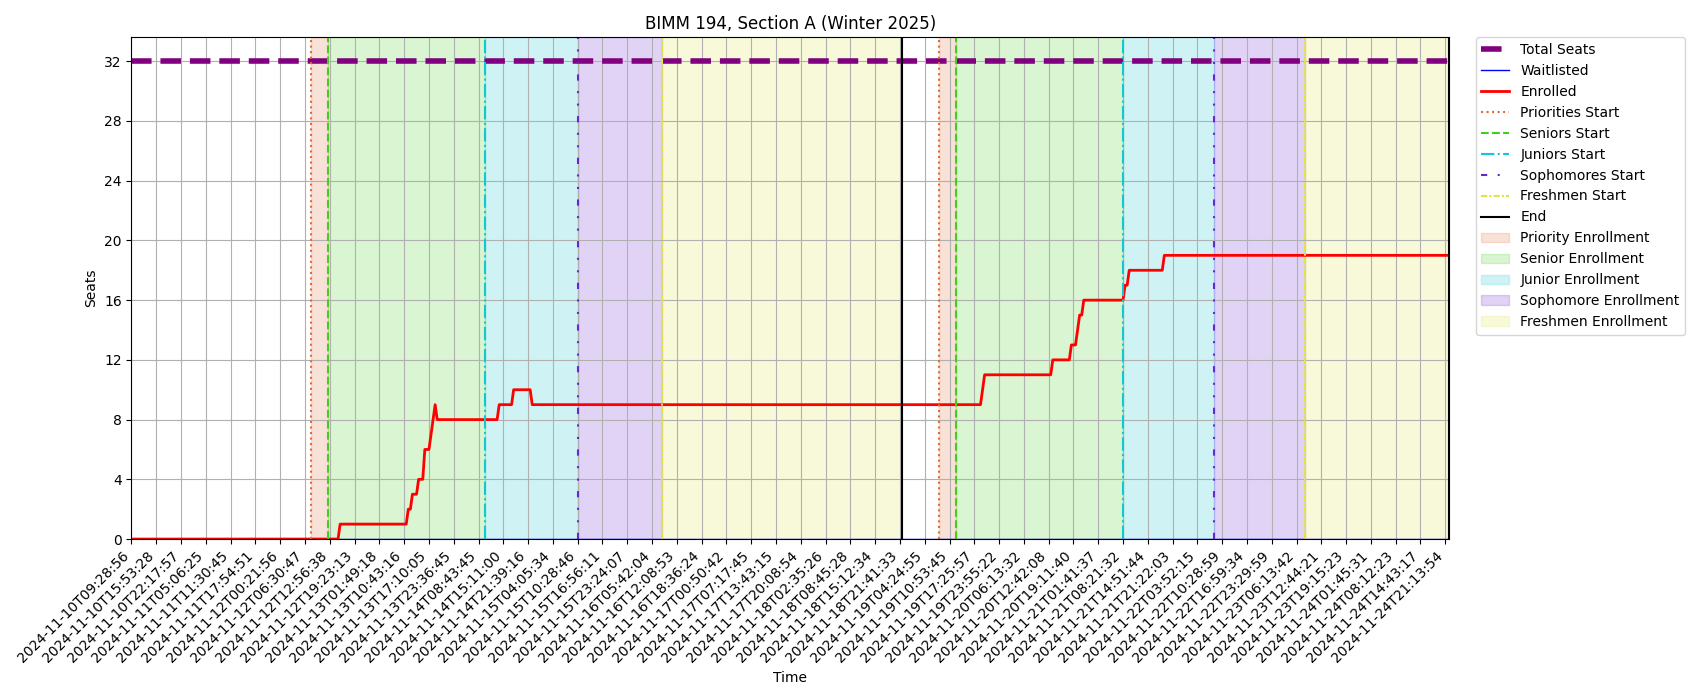 BIMM 194, Section A (Winter 2025)
Seats
32
28
24
20
16
12
8
4
0
2024-11-10T09:28:56
2024-11-10T15:53:28
2024-11-10T22:17:57
2024-11-11T05:06:25
2024-11-11T11:30:45
2024-11-11T17:54:51
2024-11-12T00:21:56
2024-11-12T06:30:47
2024-11-12T12:56:38
2024-11-12T19:23:13
2024-11-13T01:49:18
2024-11-13T10:43:16
2024-11-13T17:10:05
2024-11-13T23:36:45
2024-11-14T08:43:45
2024-11-14T15:11:00
2024-11-14T21:39:16
2024-11-15T04:05:34
2024-11-15T10:28:46
2024-11-15T16:56:11
2024-11-15T23:24:07
2024-11-16T05:42:04
2024-11-16T12:08:53
2024-11-16T18:36:24
2024-11-17T00:50:42
2024-11-17T07:17:45
2024-11-17T13:43:15
2024-11-17T20:08:54
2024-11-18T02:35:26
2024-11-18T08:45:28
2024-11-18T15:12:34
2024-11-18T21:41:33
2024-11-19T04:24:55
2024-11-19T10:53:45
2024-11-19T17:25:57
2024-11-19T23:55:22
2024-11-20T06:13:32
2024-11-20T12:42:08
2024-11-20T19:11:40
2024-11-21T01:41:37
2024-11-21T08:21:32
2024-11-21T14:51:44
2024-11-21T21:22:03
2024-11-22T03:52:15
2024-11-22T10:28:59
2024-11-22T16:59:34
2024-11-22T23:29:59
2024-11-23T06:13:42
2024-11-23T12:44:21
2024-11-23T19:15:23
2024-11-24T01:45:31
2024-11-24T08:12:23
2024-11-24T14:43:17
2024-11-24T21:13:54
Time
Total Seats
Waitlisted
Enrolled
Priorities Start
Seniors Start
Juniors Start
Sophomores Start
Freshmen Start
End
Priority Enrollment
Senior Enrollment
Junior Enrollment
Sophomore Enrollment
Freshmen Enrollment